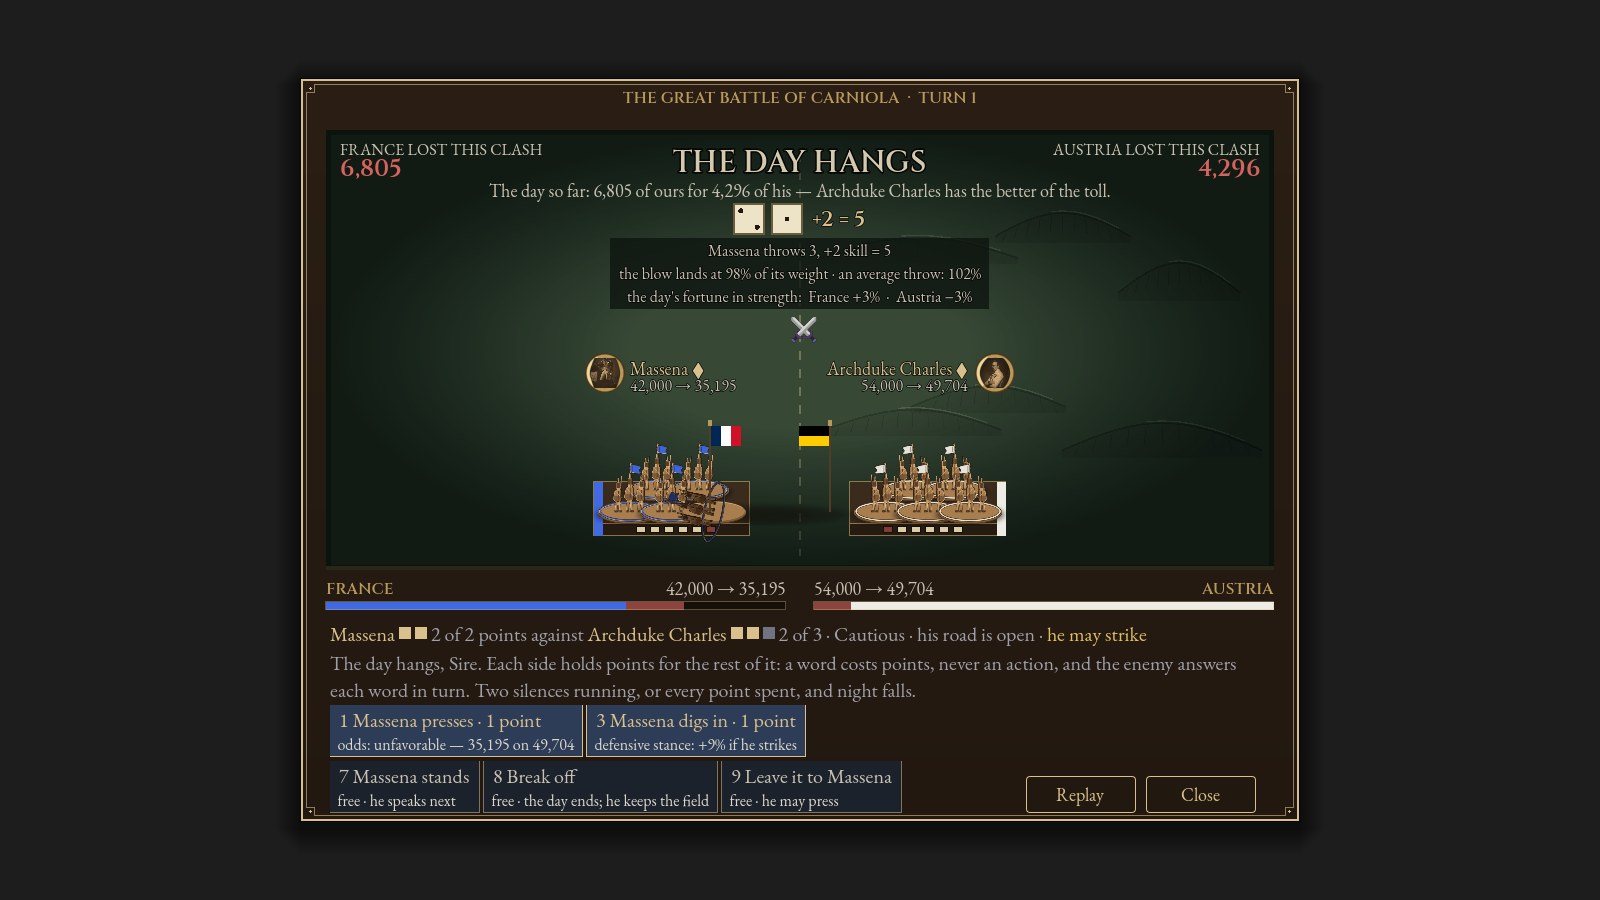 THE GREAT BATTLE OF CARNIOLA · TURN 1
FRANCE LOST THIS CLASH
6,805
THE DAY HANGS
AUSTRIA LOST THIS CLASH
4,296
The day so far: 6,805 of ours for 4,296 of his — Archduke Charles has the better of the toll.
+2 = 5
Massena throws 3, +2 skill = 5
the blow lands at 98% of its weight · an average throw: 102%
the day's fortune in strength: France +3% · Austria −3%
Massena
42,000 → 35,195
Archduke Charles
54,000 → 49,704
FRANCE
42,000 → 35,195
54,000 → 49,704
AUSTRIA
Massena 2 of 2 points against Archduke Charles 2 of 3 · Cautious · his road is open · he may strike
The day hangs, Sire. Each side holds points for the rest of it: a word costs points, never an action, and the enemy answers
each word in turn. Two silences running, or every point spent, and night falls.
1 Massena presses · 1 point
odds: unfavorable — 35,195 on 49,704
3 Massena digs in · 1 point
defensive stance: +9% if he strikes
7 Massena stands
free · he speaks next
8 Break off
free · the day ends; he keeps the field
9 Leave it to Massena
free · he may press
Replay
Close